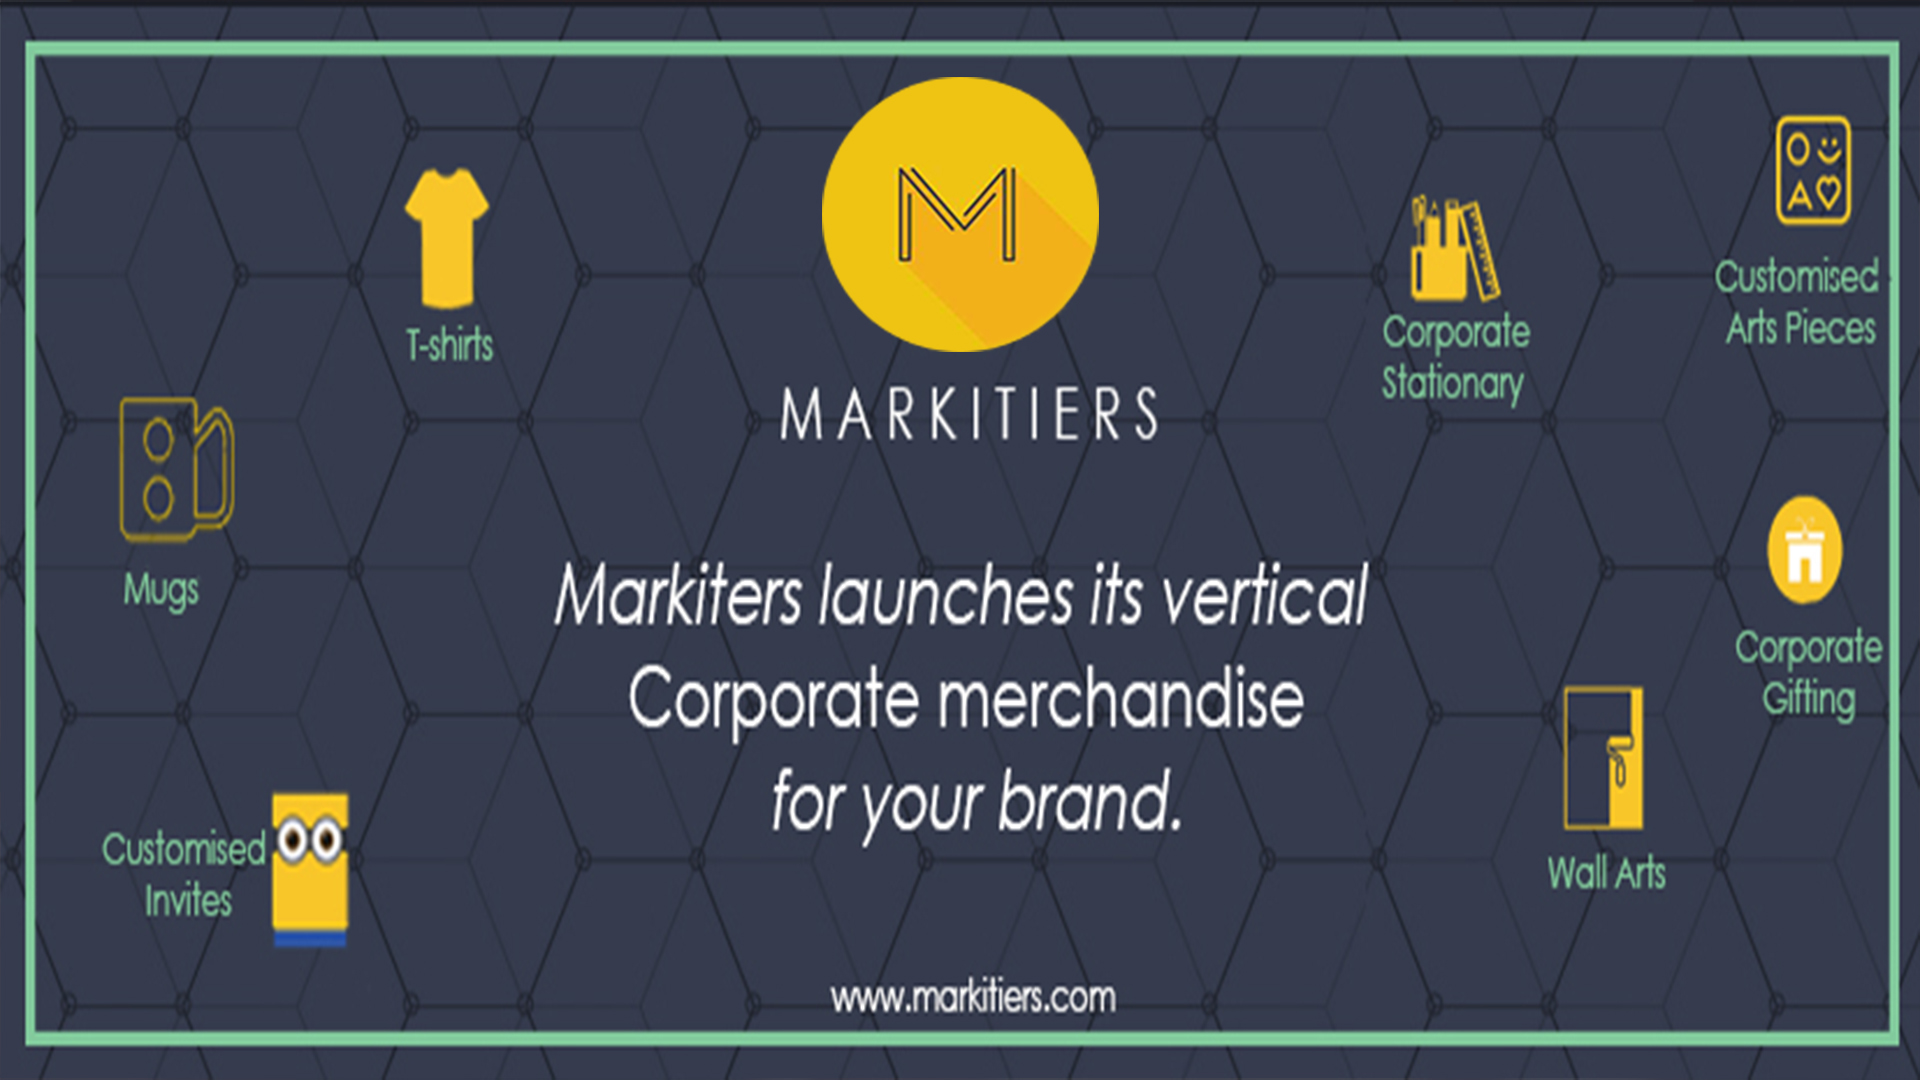 M
MARKITIERS
T-shirts
Mugs
Customised
Invites
Markiters launches its vertical
Corporate merchandise
for your brand.
www.markitiers.com
Corporate
Stationary
A
Customised
Arts Pieces
Corporate
Gifting
Wall Arts